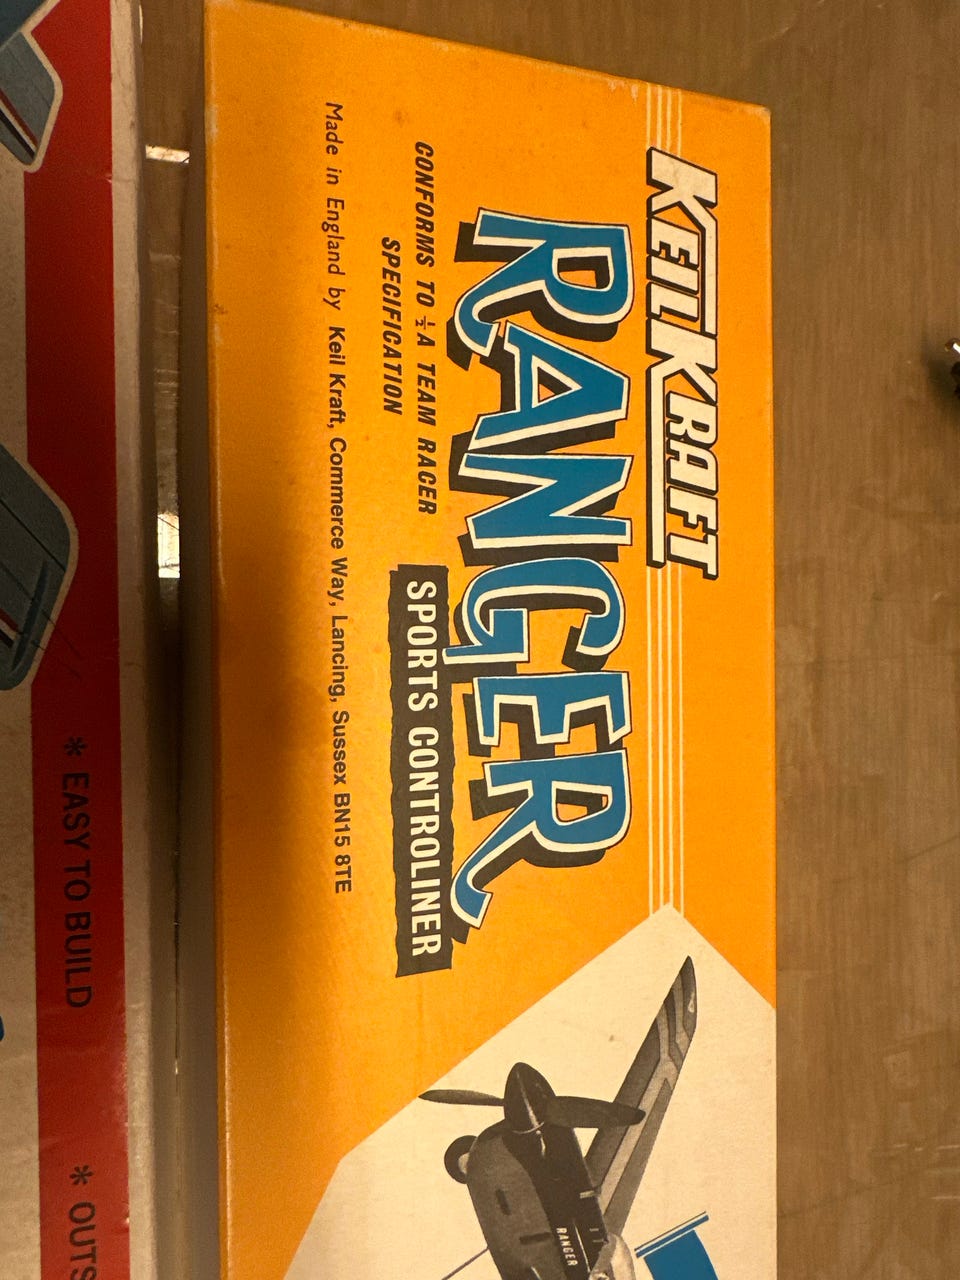 KEILKRAFT
RANGER
CONFORMS TO ½A TEAM RACER
SPECIFICATION
SPORTS CONTROLINER
Made in England by Keil Kraft, Commerce Way, Lancing, Sussex BN15 8TE
RANGER
* EASY TO BUILD
* OUTS